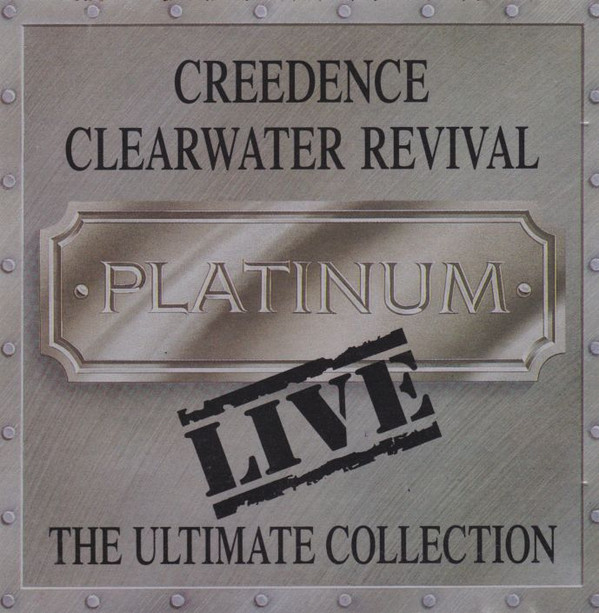 CREEDENCE
CLEARWATER REVIVAL
PLATINUM
LIVE
THE ULTIMATE COLLECTION